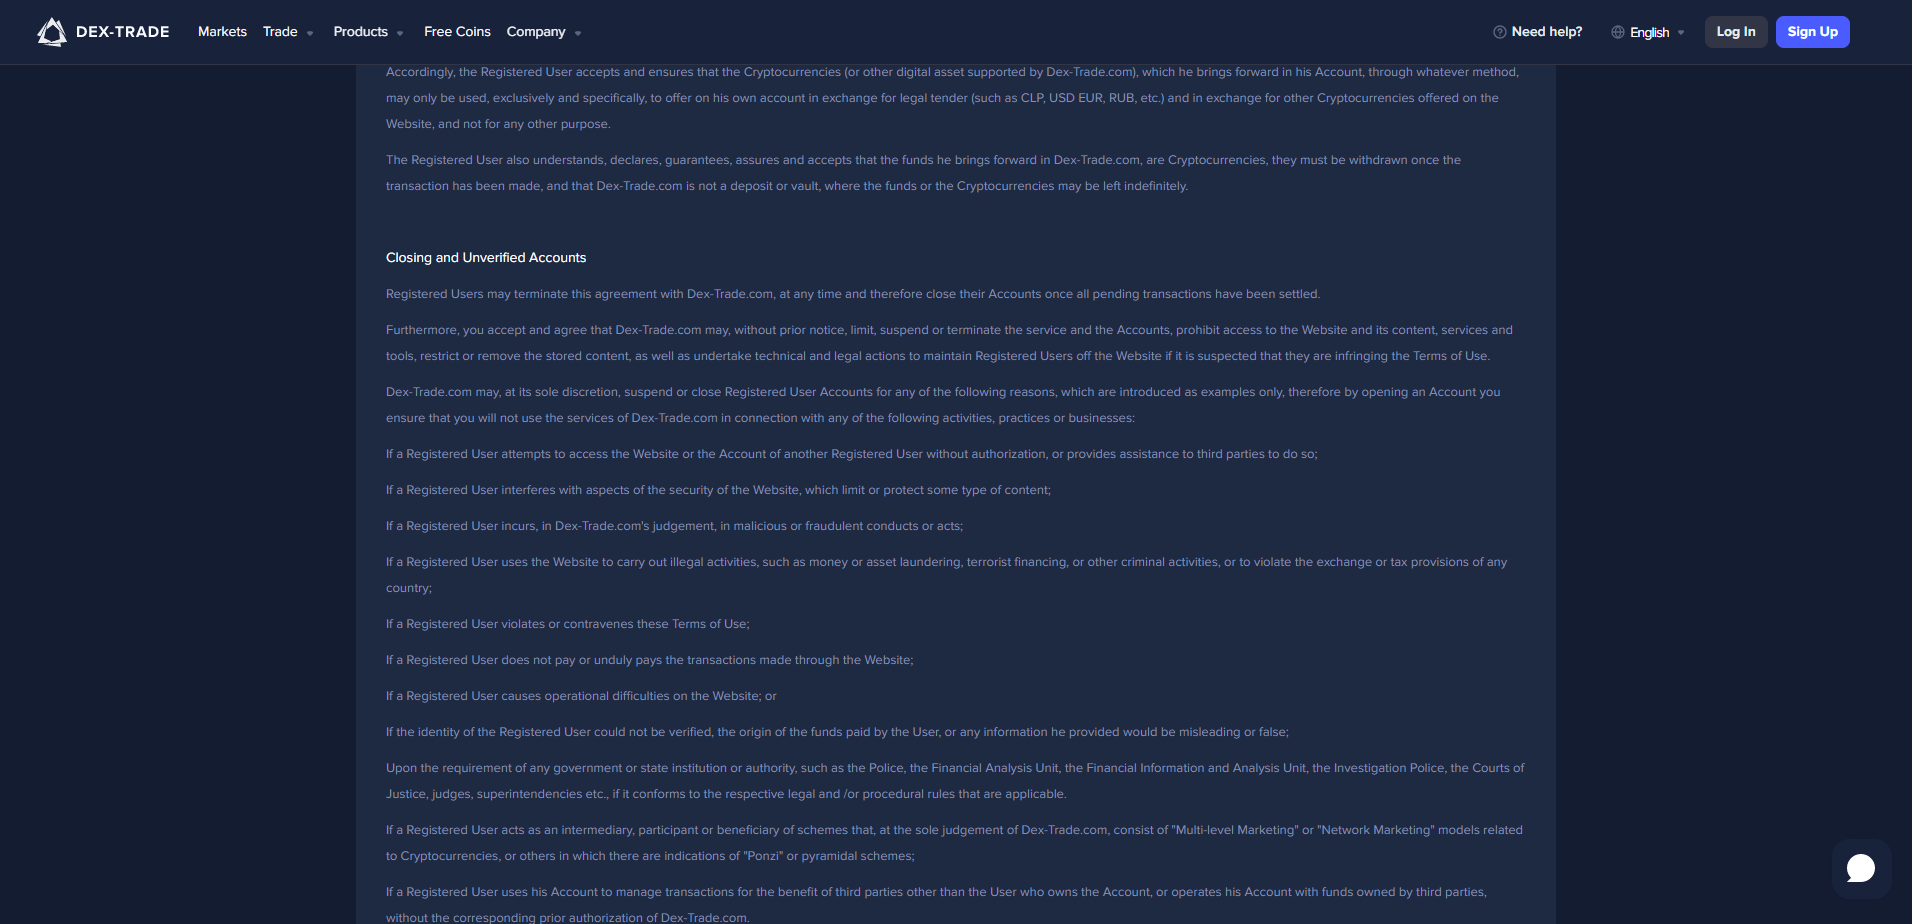 DEX-TRADE Markets Trade Products Free Coins Company Need help? English Log In Sign Up
Accordingly, the Registered User accepts and ensures that the Cryptocurrencies (or other digital asset supported by Dex-Trade.com), which he brings forward in his Account, through whatever method,
may only be used, exclusively and specifically, to offer on his own account in exchange for legal tender (such as CLP, USD EUR, RUB, etc.) and in exchange for other Cryptocurrencies offered on the
Website, and not for any other purpose.
The Registered User also understands, declares, guarantees, assures and accepts that the funds he brings forward in Dex-Trade.com, are Cryptocurrencies, they must be withdrawn once the
transaction has been made, and that Dex-Trade.com is not a deposit or vault, where the funds or the Cryptocurrencies may be left indefinitely.
Closing and Unverified Accounts
Registered Users may terminate this agreement with Dex-Trade.com, at any time and therefore close their Accounts once all pending transactions have been settled.
Furthermore, you accept and agree that Dex-Trade.com may, without prior notice, limit, suspend or terminate the service and the Accounts, prohibit access to the Website and its content, services and
tools, restrict or remove the stored content, as well as undertake technical and legal actions to maintain Registered Users off the Website if it is suspected that they are infringing the Terms of Use.
Dex-Trade.com may, at its sole discretion, suspend or close Registered User Accounts for any of the following reasons, which are introduced as examples only, therefore by opening an Account you
ensure that you will not use the services of Dex-Trade.com in connection with any of the following activities, practices or businesses:
If a Registered User attempts to access the Website or the Account of another Registered User without authorization, or provides assistance to third parties to do so;
If a Registered User interferes with aspects of the security of the Website, which limit or protect some type of content;
If a Registered User incurs, in Dex-Trade.com's judgement, in malicious or fraudulent conducts or acts;
If a Registered User uses the Website to carry out illegal activities, such as money or asset laundering, terrorist financing, or other criminal activities, or to violate the exchange or tax provisions of any
country;
If a Registered User violates or contravenes these Terms of Use;
If a Registered User does not pay or unduly pays the transactions made through the Website;
If a Registered User causes operational difficulties on the Website; or
If the identity of the Registered User could not be verified, the origin of the funds paid by the User, or any information he provided would be misleading or false;
Upon the requirement of any government or state institution or authority, such as the Police, the Financial Analysis Unit, the Financial Information and Analysis Unit, the Investigation Police, the Courts of
Justice, judges, superintendencies etc., if it conforms to the respective legal and /or procedural rules that are applicable.
If a Registered User acts as an intermediary, participant or beneficiary of schemes that, at the sole judgement of Dex-Trade.com, consist of "Multi-level Marketing" or "Network Marketing" models related
to Cryptocurrencies, or others in which there are indications of "Ponzi" or pyramidal schemes;
If a Registered User uses his Account to manage transactions for the benefit of third parties other than the User who owns the Account, or operates his Account with funds owned by third parties,
without the corresponding prior authorization of Dex-Trade.com.